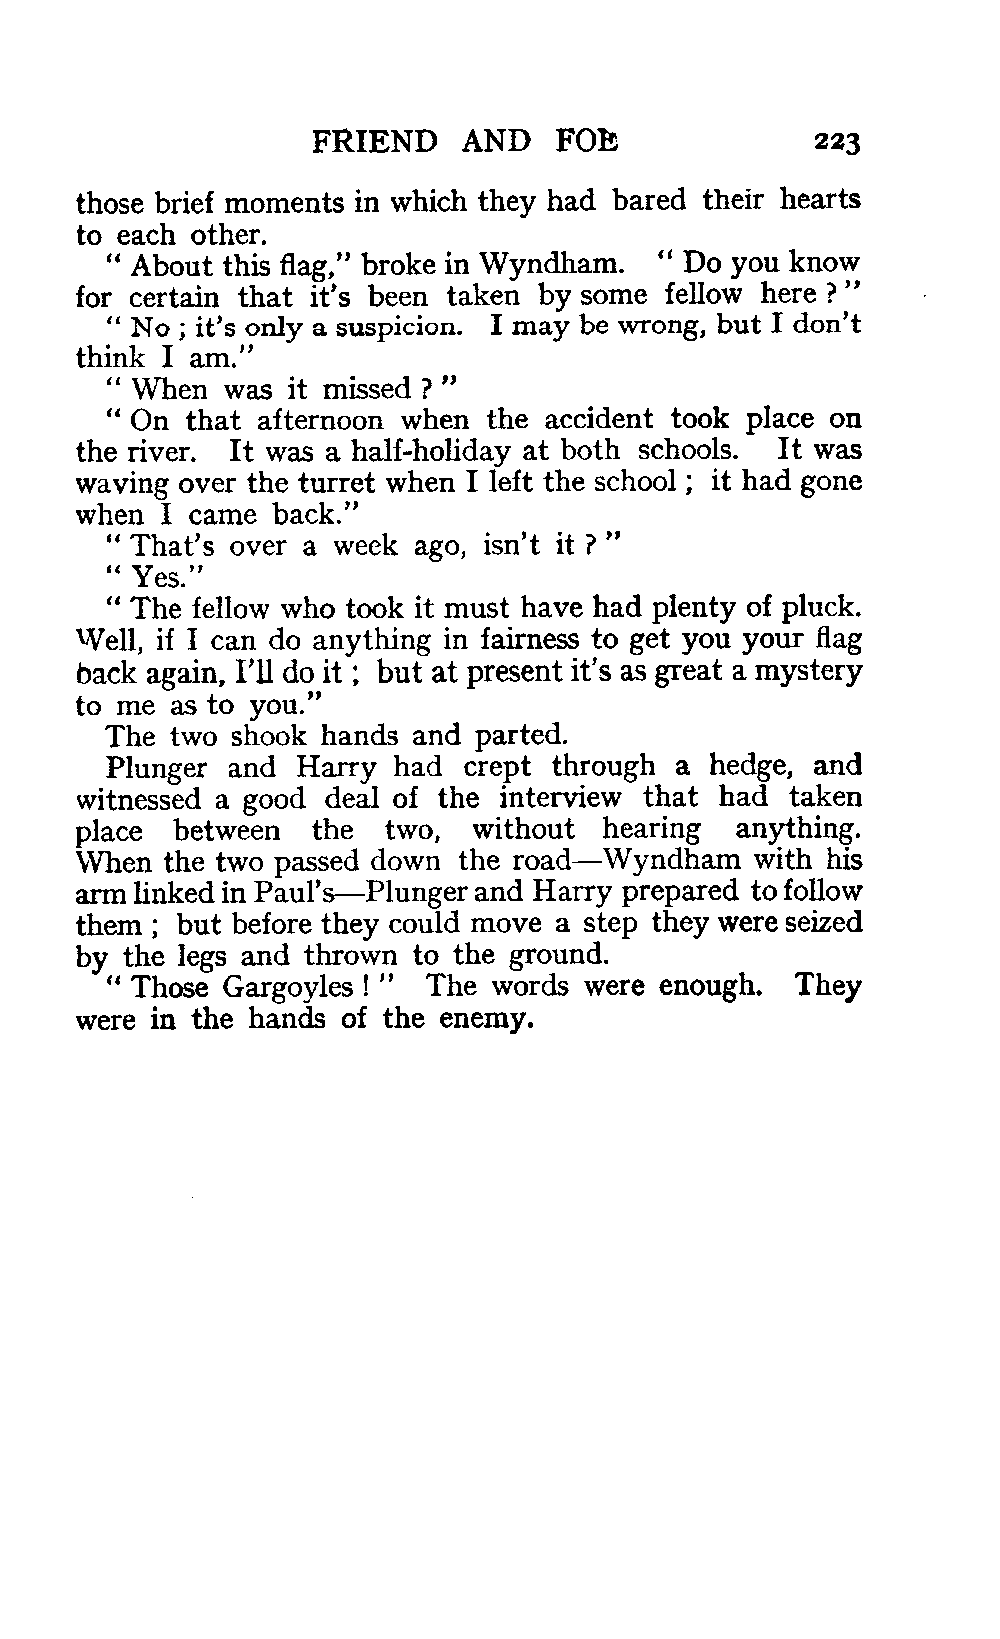 FRIEND AND FOE 223
those brief moments in which they had bared their hearts
to each other.
“ About this flag,” broke in Wyndham. “ Do you know
for certain that it’s been taken by some fellow here ? ”
“ No ; it’s only a suspicion. I may be wrong, but I don’t
think I am.”
“ When was it missed ? ”
“ On that afternoon when the accident took place on
the river. It was a half-holiday at both schools. It was
waving over the turret when I left the school ; it had gone
when I came back.”
“ That’s over a week ago, isn’t it ? ”
“ Yes.”
“ The fellow who took it must have had plenty of pluck.
Well, if I can do anything in fairness to get you your flag
back again, I’ll do it ; but at present it’s as great a mystery
to me as to you.”
The two shook hands and parted.
Plunger and Harry had crept through a hedge, and
witnessed a good deal of the interview that had taken
place between the two, without hearing anything.
When the two passed down the road—Wyndham with his
arm linked in Paul’s—Plunger and Harry prepared to follow
them ; but before they could move a step they were seized
by the legs and thrown to the ground.
“ Those Gargoyles ! ” The words were enough. They
were in the hands of the enemy.